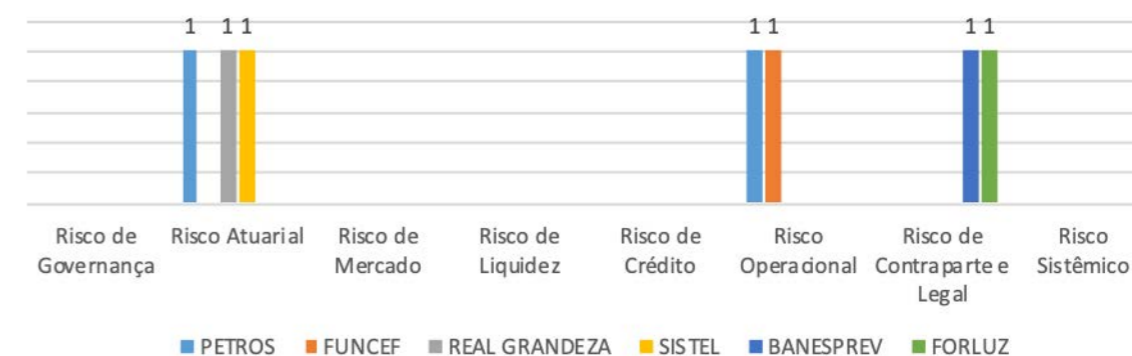 1 1 1 1 1 1 1
Risco de Risco Atuarial Risco de Risco de Risco de Risco Risco de Risco
Governança Mercado Liquidez Crédito Operacional Contraparte e Sistêmico
Legal
PETROS FUNCEF REAL GRANDEZA SISTEL BANESPREV FORLUZ